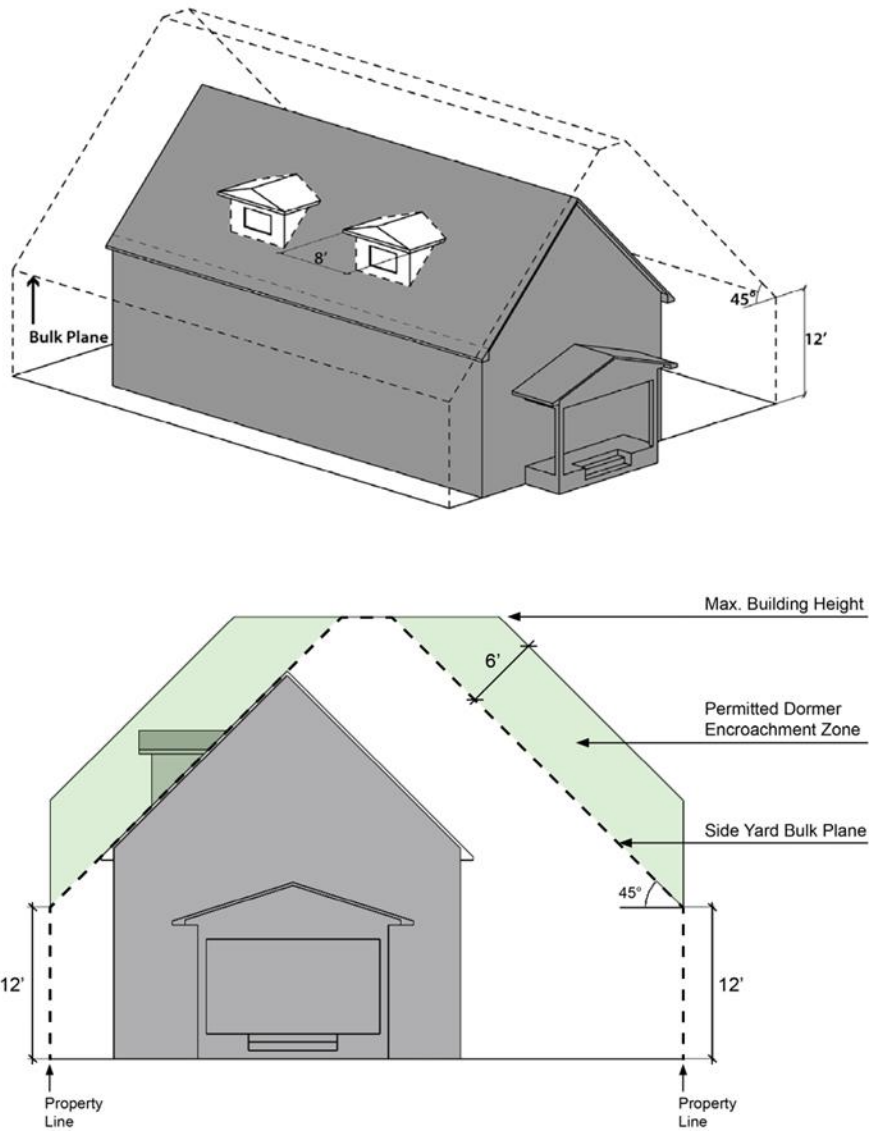 8'
Bulk Plane
45°
12'
Max. Building Height
6'
Permitted Dormer
Encroachment Zone
Side Yard Bulk Plane
45°
12'
12'
Property
Line
Property
Line